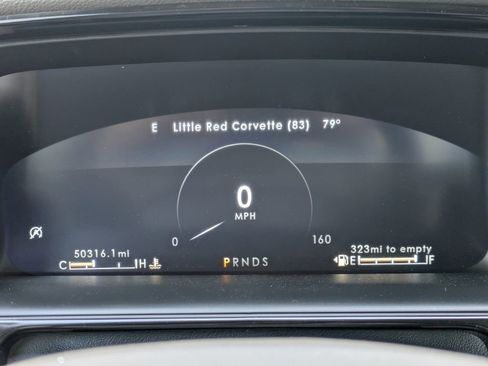 E Little Red Corvette (83) 79°
0
MPH
0 160
50316.1mi 323mi to empty
C H PRNDS E F